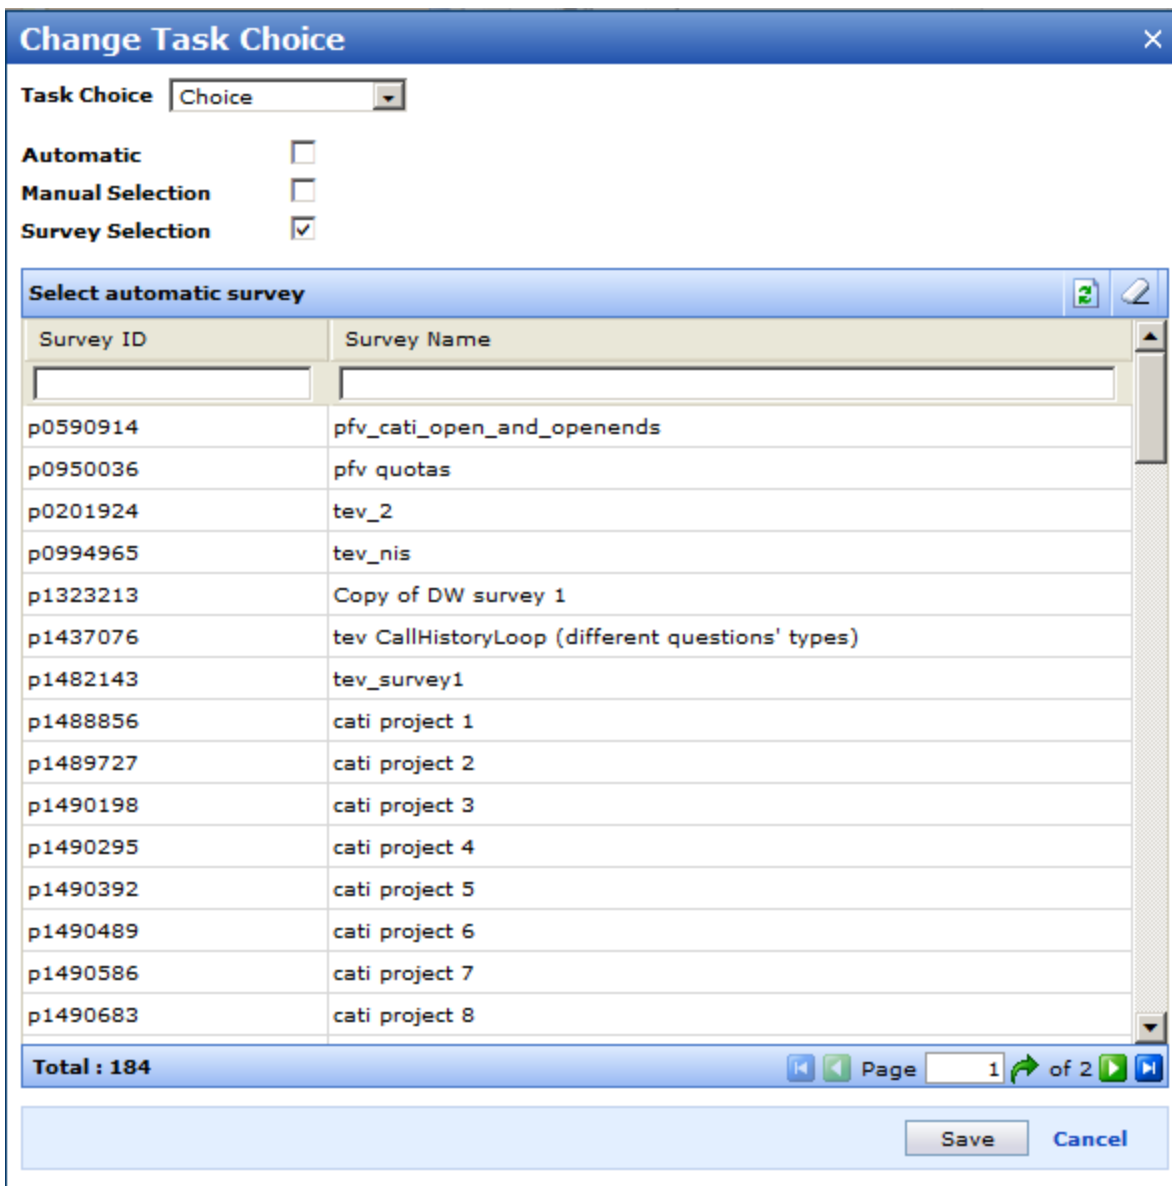 Change Task Choice
Task Choice Choice
Automatic
Manual Selection
Survey Selection
Select automatic survey
Survey ID Survey Name
p0590914 pfv_cati_open_and_openends
p0950036 pfv quotas
p0201924 tev_2
p0994965 tev_nis
p1323213 Copy of DW survey 1
p1437076 tev CallHistoryLoop (different questions' types)
p1482143 tev_survey1
p1488856 cati project 1
p1489727 cati project 2
p1490198 cati project 3
p1490295 cati project 4
p1490392 cati project 5
p1490489 cati project 6
p1490586 cati project 7
p1490683 cati project 8
Total : 184 Page 1 of 2
Save Cancel